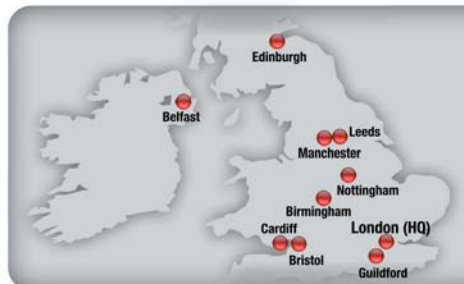 Edinburgh
Belfast
Leeds
Manchester
Nottingham
Birmingham
Cardiff
London (HQ)
Bristol
Guildford